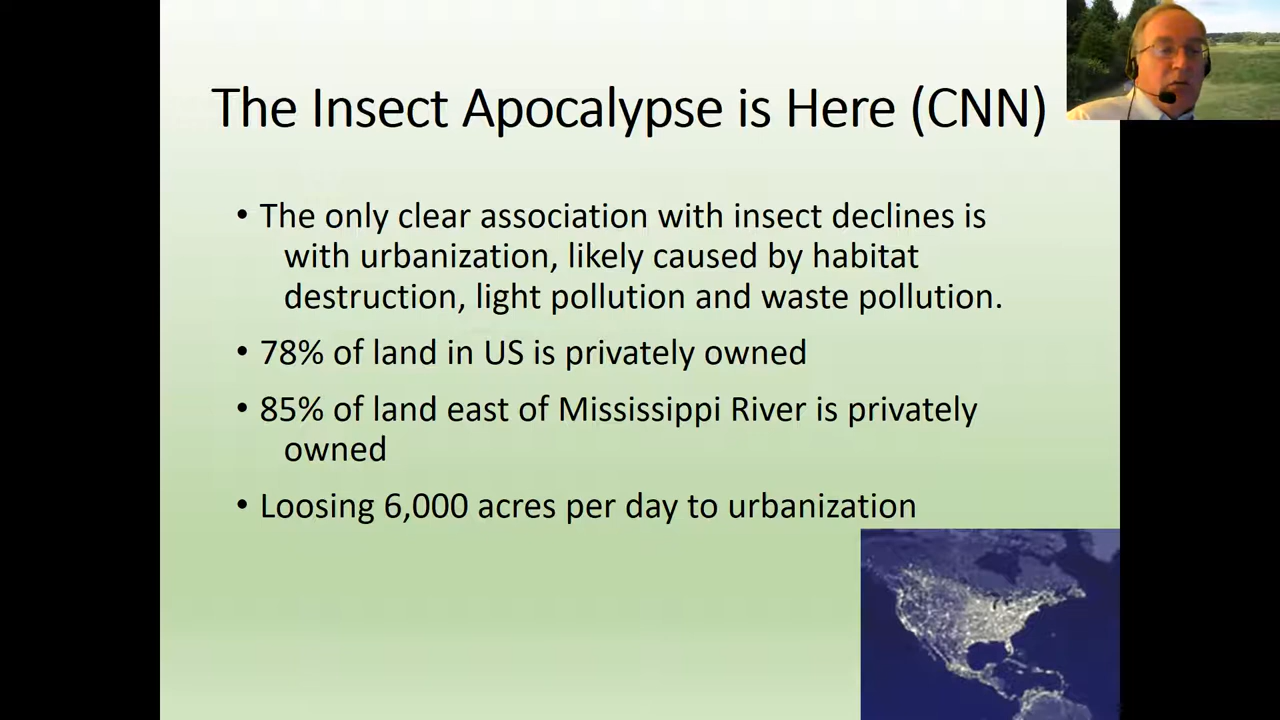 The Insect Apocalypse is Here (CNN)
• The only clear association with insect declines is
with urbanization, likely caused by habitat
destruction, light pollution and waste pollution.
• 78% of land in US is privately owned
• 85% of land east of Mississippi River is privately
owned
• Loosing 6,000 acres per day to urbanization